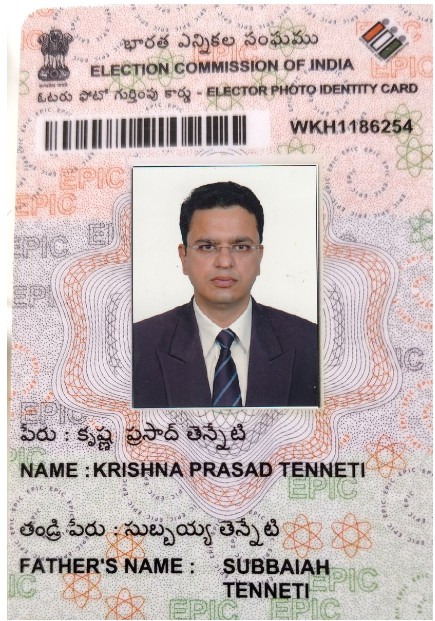 భారత ఎన్నికల సంఘము
ELECTION COMMISSION OF INDIA
ఓటరు ఫోటో గుర్తింపు కార్డు - ELECTOR PHOTO IDENTITY CARD
WKH1186254
పేరు : కృష్ణ ప్రసాద్ తెన్నేటి
NAME : KRISHNA PRASAD TENNETI
తండ్రి పేరు : సుబ్బయ్య తెన్నేటి
FATHER'S NAME : SUBBAIAH
TENNETI